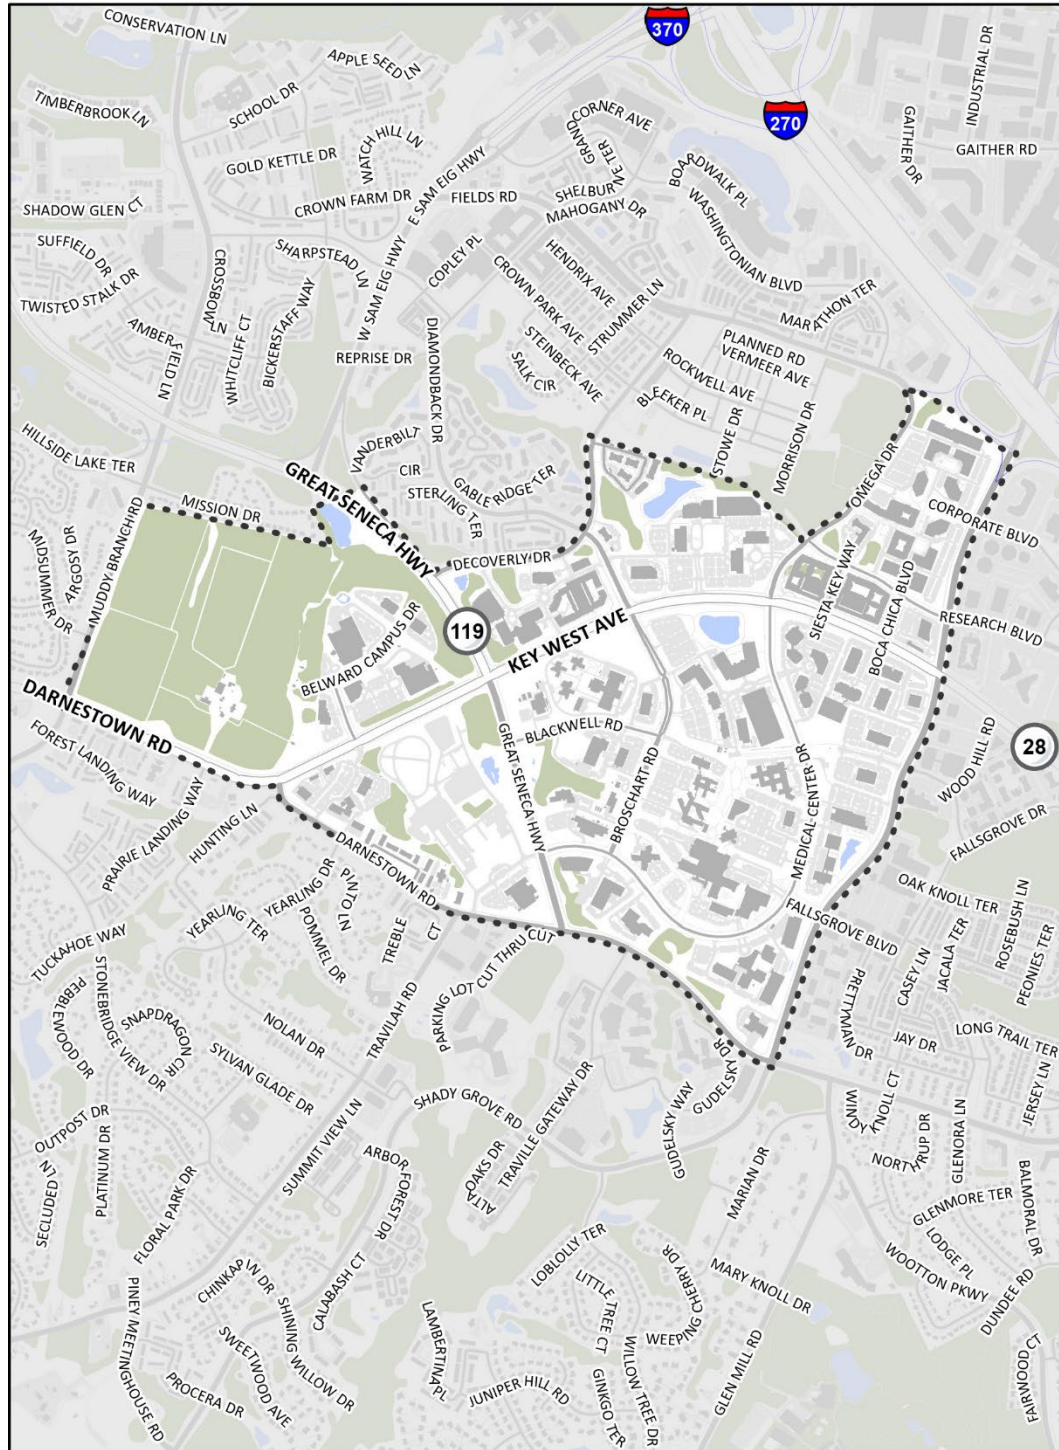 CONSERVATION LN
370
INDUSTRIAL DR
APPLE SEED LN
TIMBERBROOK LN
SCHOOL DR
CORNER AVE
270
GAITHER DR
GAITHER RD
WATCH HILL LN
GOLD KETTLE DR
GRAND
E SAM EIG HWY
NETER
SHELBUR
BOARDWALK PL
CROWN FARM DR
FIELDS RD
MAHOGANY DR
WASHINGTONIAN BLVD
SHADOW GLEN CT
SUFFIELD DR
TWISTED STALK DR
CROSSBOW LN
SHARPSTEAD LN
W SAM EIG HWY
COPLEY PL
HENDRIX AVE
CROWN PARK AVE
STRUMMER LN
MARATHON TER
AMBERFIELD LN
WHITCLIFF CT
BICKERSTAFF WAY
REPRISE DR
DIAMONDBACK DR
STEINBECK AVE
SALK CIR
PLANNED RD
VERMEER AVE
ROCKWELL AVE
BLEEKER PL
STOWE DR
MORRISON DR
HILLSIDE LAKE TER
VANDERBILT
CIR
GABLE RIDGE TER
STERLING TER
OMEGA DR
GREAT SENECA HWY
MISSION DR
MUDDY BRANCH RD
ARGOSY DR
MIDSUMMER DR
DECOVERLY DR
CORPORATE BLVD
SIESTA KEY WAY
BOCA CHICA BLVD
RESEARCH BLVD
119
KEY WEST AVE
BELWARD CAMPUS DR
DARNESTOWN RD
FOREST LANDING WAY
BLACKWELL RD
GREAT SENECA HWY
BROSCHART RD
MEDICAL CENTER DR
28
WOOD HILL RD
FALLSGROVE DR
PRAIRIE LANDING WAY
HUNTING LN
DARNESTOWN RD
YEARLING DR
PINTO LN
YEARLING TER
POMMEL DR
TREBLE
CT
FALLSGROVE BLVD
OAK KNOLL TER
ROSEBUSH LN
JACALA TER
CASEY LN
PEONIES TER
TUCKAHOE WAY
PEBBLEWOOD DR
STONEBRIDGE VIEW DR
SNAPDRAGON CIR
NOLAN DR
SYLVAN GLADE DR
TRAVILAH RD
PARKING LOT CUT THRU CUT
PRETTYMAN DR
JAY DR
LONG TRAIL TER
JERSEY LN
OUTPOST DR
PLATINUM DR
SECLUDED LN
SUMMIT VIEW LN
SHADY GROVE RD
TRAVILLE GATEWAY DR
ALTA OAKS DR
GUDELSKY DR
GUDELSKY WAY
WINDY KNOLL CT
NORTHRUP DR
GLENORA LN
FLORAL PARK DR
ARBOR FOREST DR
MARIAN DR
GLENMORE TER
BALMORAL DR
LODGE PL
WOOTTON PKWY
DUNDEE RD
CHINKAPIN DR
CALABASH CT
LOBLOLLY TER
LITTLE TREE CT
WEEPING CHERRY DR
MARY KNOLL DR
FAIRWOOD CT
PINEY MEETINGHOUSE RD
SHINING WILLOW DR
SWEETWOOD AVE
PROCERA DR
LAMBERTINA PL
JUNIPER HILL RD
GINKGO TER
WILLOW TREE DR
GLEN MILL RD